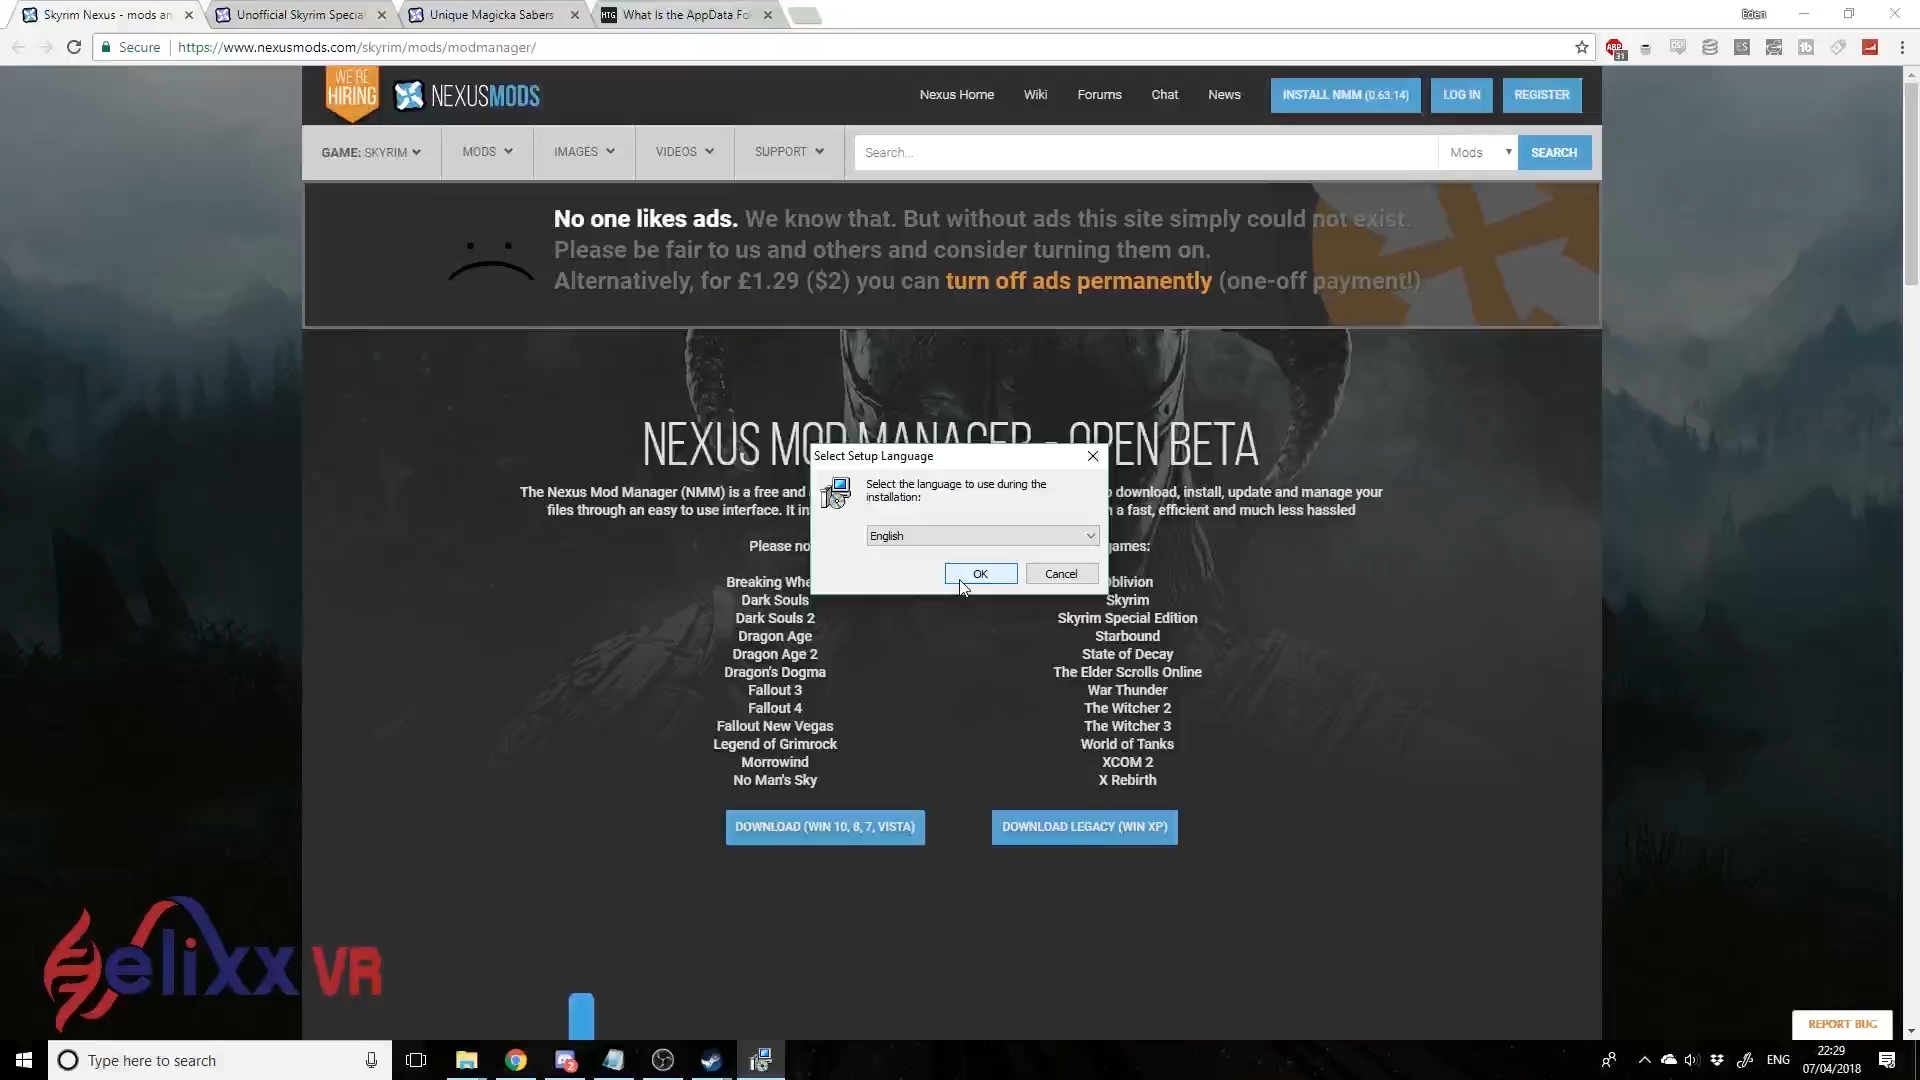 Skyrim Nexus - mods an
Unofficial Skyrim Specia
Unique Magicka Sabers
HTG What Is the AppData Fo
Eden
Secure https://www.nexusmods.com/skyrim/mods/modmanager/
ABP 31
WE'RE HIRING
NEXUSMODS
Nexus Home Wiki Forums Chat News INSTALL NMM (0.63.14) LOG IN REGISTER
GAME: SKYRIM MODS IMAGES VIDEOS SUPPORT Search... Mods SEARCH
No one likes ads. We know that. But without ads this site simply could not exist.
Please be fair to us and others and consider turning them on.
Alternatively, for £1.29 ($2) you can turn off ads permanently (one-off payment!)
NEXUS MOD MANAGER - OPEN BETA
The Nexus Mod Manager (NMM) is a free and
o download, install, update and manage your
files through an easy to use interface. It in
n a fast, efficient and much less hassled
Please no
games:
Select Setup Language
Select the language to use during the
installation:
English
OK Cancel
Breaking Whe
Dark Souls
Dark Souls 2
Dragon Age
Dragon Age 2
Dragon's Dogma
Fallout 3
Fallout 4
Fallout New Vegas
Legend of Grimrock
Morrowind
No Man's Sky
Oblivion
Skyrim
Skyrim Special Edition
Starbound
State of Decay
The Elder Scrolls Online
War Thunder
The Witcher 2
The Witcher 3
World of Tanks
XCOM 2
X Rebirth
DOWNLOAD (WIN 10, 8, 7, VISTA)
DOWNLOAD LEGACY (WIN XP)
Helixx VR
REPORT BUG
Type here to search
2
ENG
22:29
07/04/2018